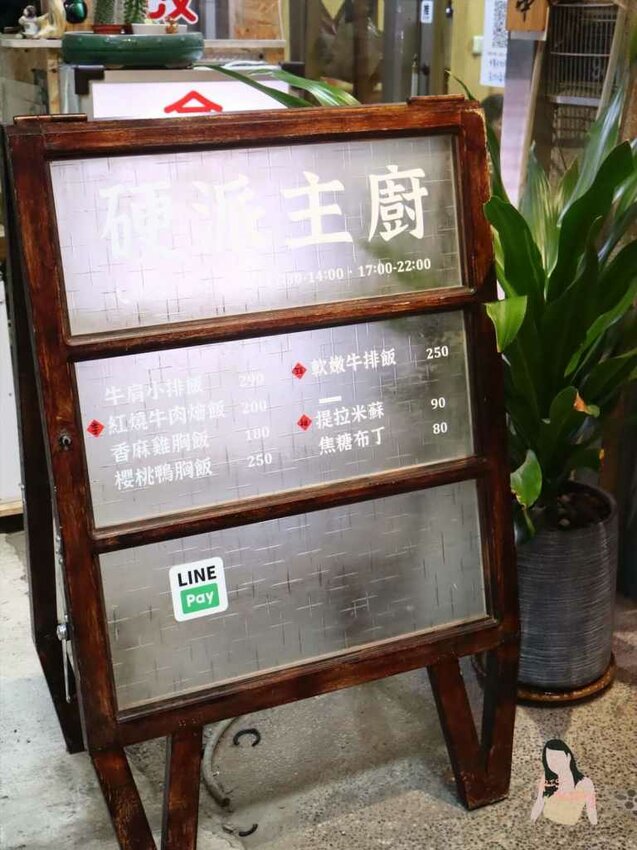 硬派主廚
-14:00 · 17:00-22:00
牛肩小排飯 290
紅燒牛肉燴飯 200
香麻雞胸飯 180
櫻桃鴨胸飯 250
軟嫩牛排飯 250
提拉米蘇 90
焦糖布丁 80
LINE
Pay